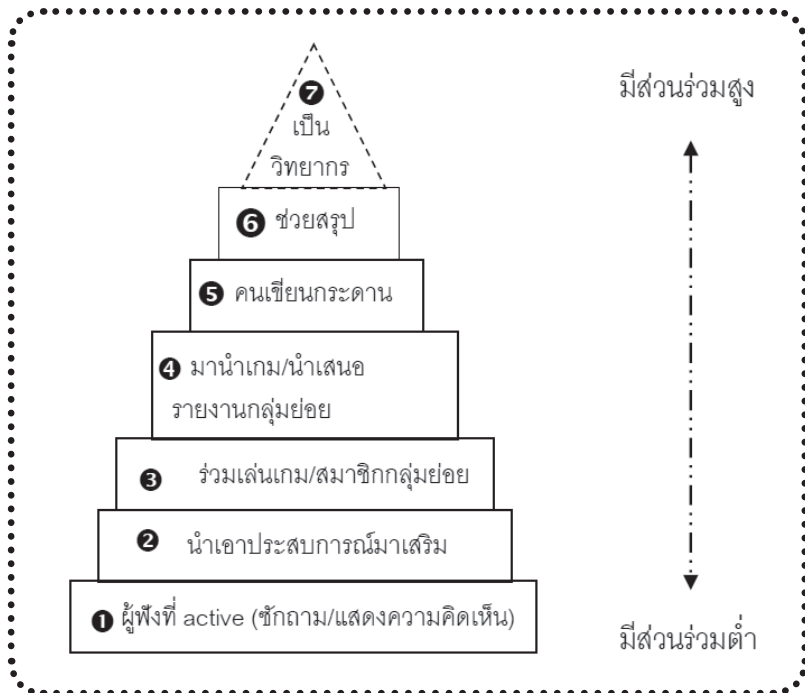 มีส่วนร่วมสูง
❼
เป็น
วิทยากร
❻ ช่วยสรุป
❺ คนเขียนกระดาน
❹ มานำเกม/นำเสนอ
รายงานกลุ่มย่อย
❸ ร่วมเล่นเกม/สมาชิกกลุ่มย่อย
❷ นำเอาประสบการณ์มาเสริม
❶ ผู้ฟังที่ active (ซักถาม/แสดงความคิดเห็น)
มีส่วนร่วมต่ำ